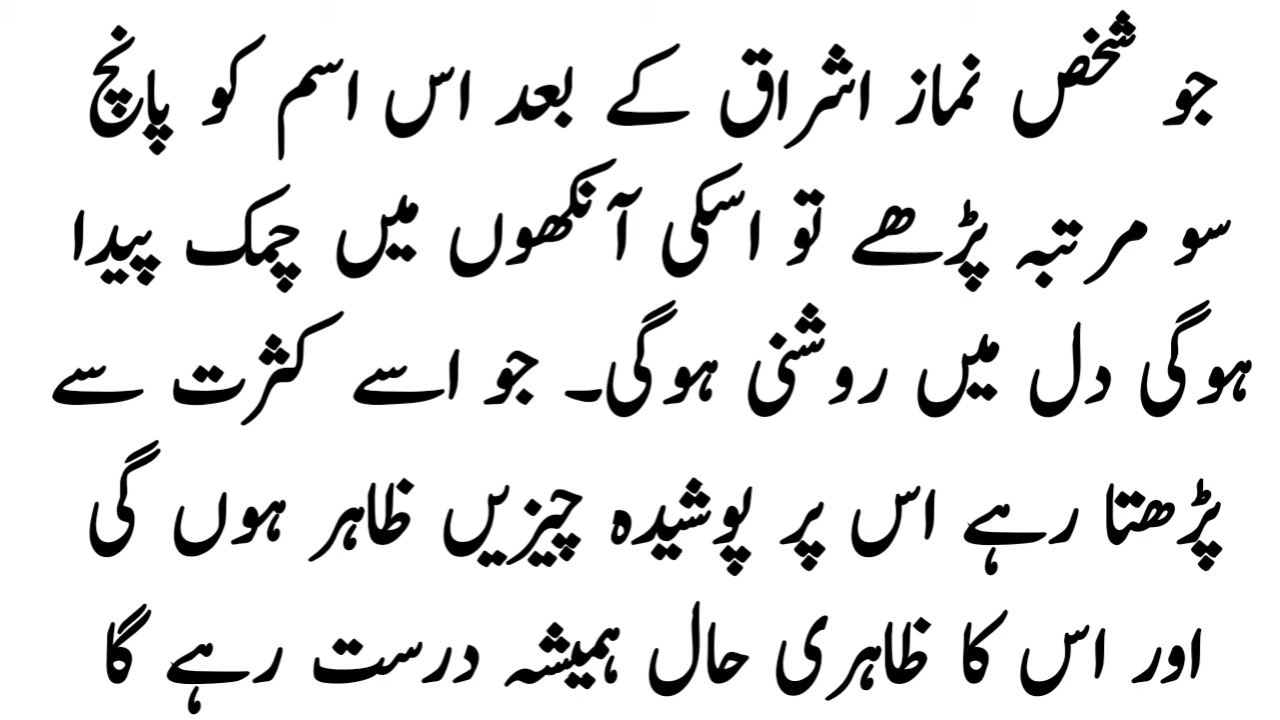 جو شخص نماز اشراق کے بعد اس اسم کو پانچ
سو مرتبہ پڑھے تو اسکی آنکھوں میں چمک پیدا
ہوگی دل میں روشنی ہوگی۔ جو اسے کثرت سے
پڑھتا رہے اس پر پوشیدہ چیزیں ظاہر ہوں گی
اور اس کا ظاہری حال ہمیشہ درست رہے گا